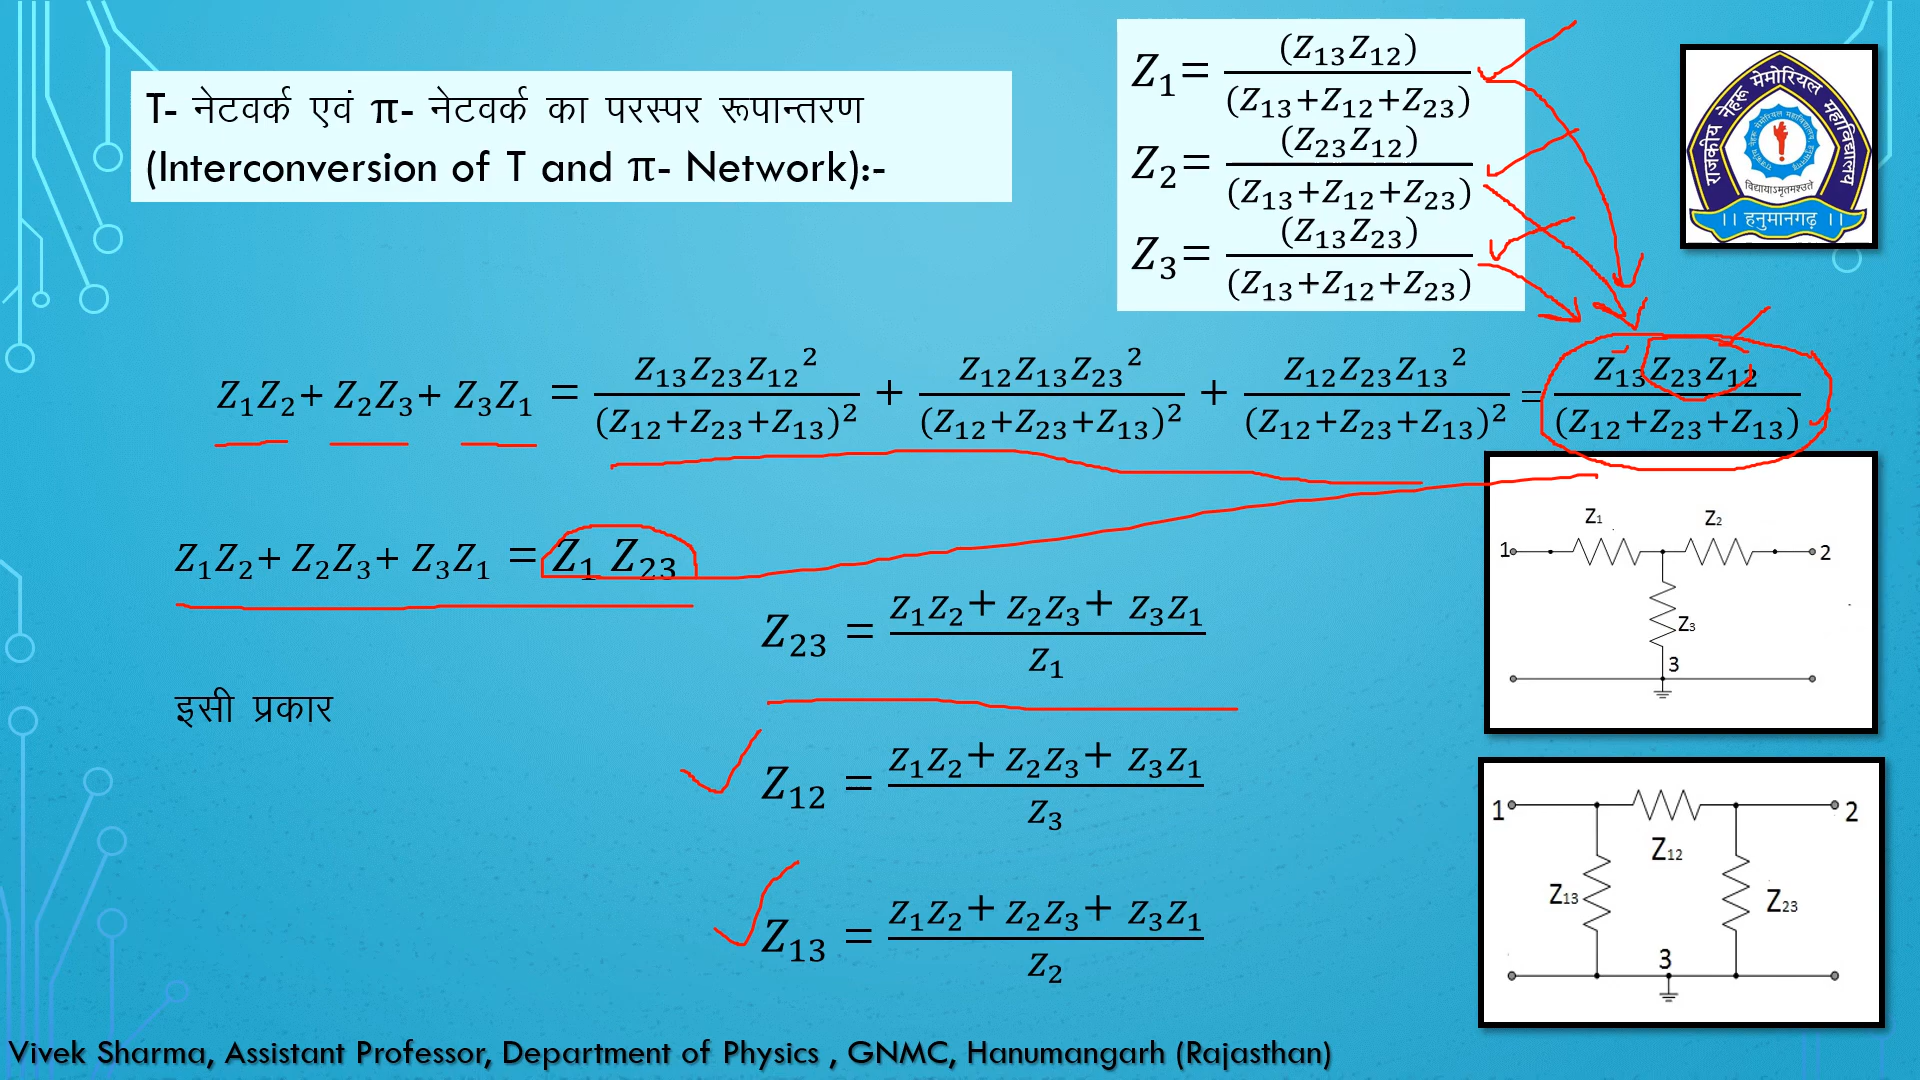 T- नेटवर्क एवं π- नेटवर्क का परस्पर रूपान्तरण
(Interconversion of T and π- Network):-
Z₁= (Z₁₃Z₁₂)/(Z₁₃+Z₁₂+Z₂₃)
Z₂= (Z₂₃Z₁₂)/(Z₁₃+Z₁₂+Z₂₃)
Z₃= (Z₁₃Z₂₃)/(Z₁₃+Z₁₂+Z₂₃)
राजकीय नेहरू मेमोरियल महाविद्यालय
विद्यायाऽमृतमश्नुते
।। हनुमानगढ़ ।।
Z₁Z₂+ Z₂Z₃+ Z₃Z₁ = Z₁₃Z₂₃Z₁₂²/(Z₁₂+Z₂₃+Z₁₃)² + Z₁₂Z₁₃Z₂₃²/(Z₁₂+Z₂₃+Z₁₃)² + Z₁₂Z₂₃Z₁₃²/(Z₁₂+Z₂₃+Z₁₃)² = Z₁₃Z₂₃Z₁₂/(Z₁₂+Z₂₃+Z₁₃)
Z₁Z₂+ Z₂Z₃+ Z₃Z₁ = Z₁ Z₂₃
Z₂₃ = (Z₁Z₂+ Z₂Z₃+ Z₃Z₁)/Z₁
इसी प्रकार
Z₁₂ = (Z₁Z₂+ Z₂Z₃+ Z₃Z₁)/Z₃
Z₁₃ = (Z₁Z₂+ Z₂Z₃+ Z₃Z₁)/Z₂
Z₁ Z₂
1 2
Z₃
3
1 2
Z₁₂
Z₁₃ Z₂₃
3
Vivek Sharma, Assistant Professor, Department of Physics , GNMC, Hanumangarh (Rajasthan)